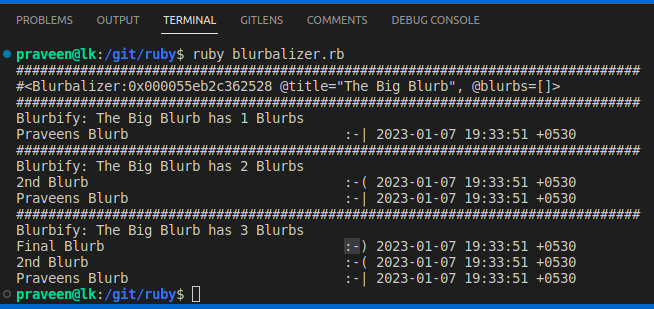 PROBLEMS OUTPUT TERMINAL GITLENS COMMENTS DEBUG CONSOLE
praveen@lk:/git/ruby$ ruby blurbalizer.rb
##############################################################################
#<Blurbalizer:0x000055eb2c362528 @title="The Big Blurb", @blurbs=[]>
##############################################################################
Blurbify: The Big Blurb has 1 Blurbs
Praveens Blurb                           :-| 2023-01-07 19:33:51 +0530
##############################################################################
Blurbify: The Big Blurb has 2 Blurbs
2nd Blurb                                :-( 2023-01-07 19:33:51 +0530
Praveens Blurb                           :-| 2023-01-07 19:33:51 +0530
##############################################################################
Blurbify: The Big Blurb has 3 Blurbs
Final Blurb                              :-) 2023-01-07 19:33:51 +0530
2nd Blurb                                :-( 2023-01-07 19:33:51 +0530
Praveens Blurb                           :-| 2023-01-07 19:33:51 +0530
praveen@lk:/git/ruby$